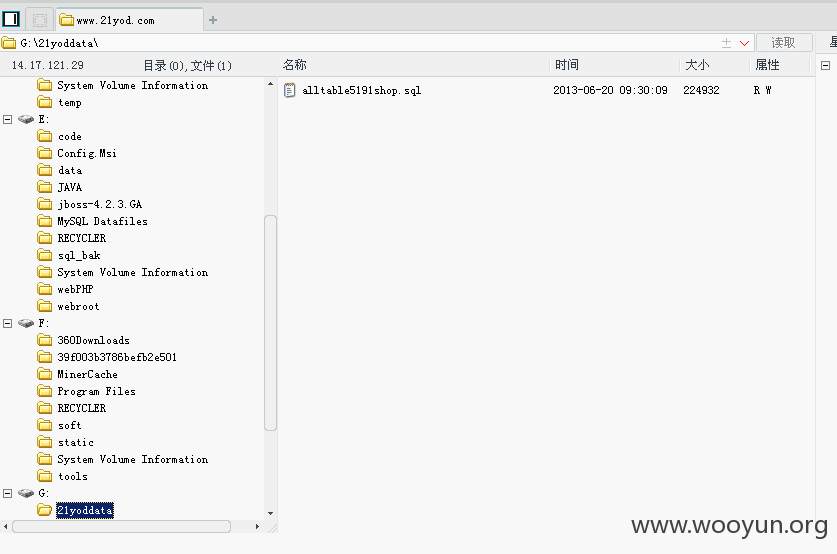 www.21yod.com
G:\21yoddata\
读取
14.17.121.29 目录(0),文件(1)
名称 时间 大小 属性
alltable5191shop.sql 2013-06-20 09:30:09 224932 R W
System Volume Information
temp
E:
code
Config.Msi
data
JAVA
jboss-4.2.3.GA
MySQL Datafiles
RECYCLER
sql_bak
System Volume Information
webPHP
webroot
F:
360Downloads
39f003b3786befb2e501
MinerCache
Program Files
RECYCLER
soft
static
System Volume Information
tools
G:
21yoddata
www.wooyun.org